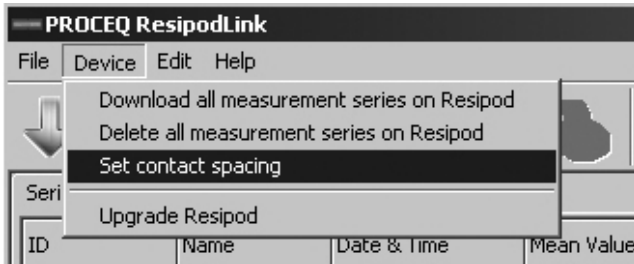 PROCEQ ResipodLink
File Device Edit Help
Download all measurement series on Resipod
Delete all measurement series on Resipod
Set contact spacing
Upgrade Resipod
Seri
ID Name Date & Time Mean Value